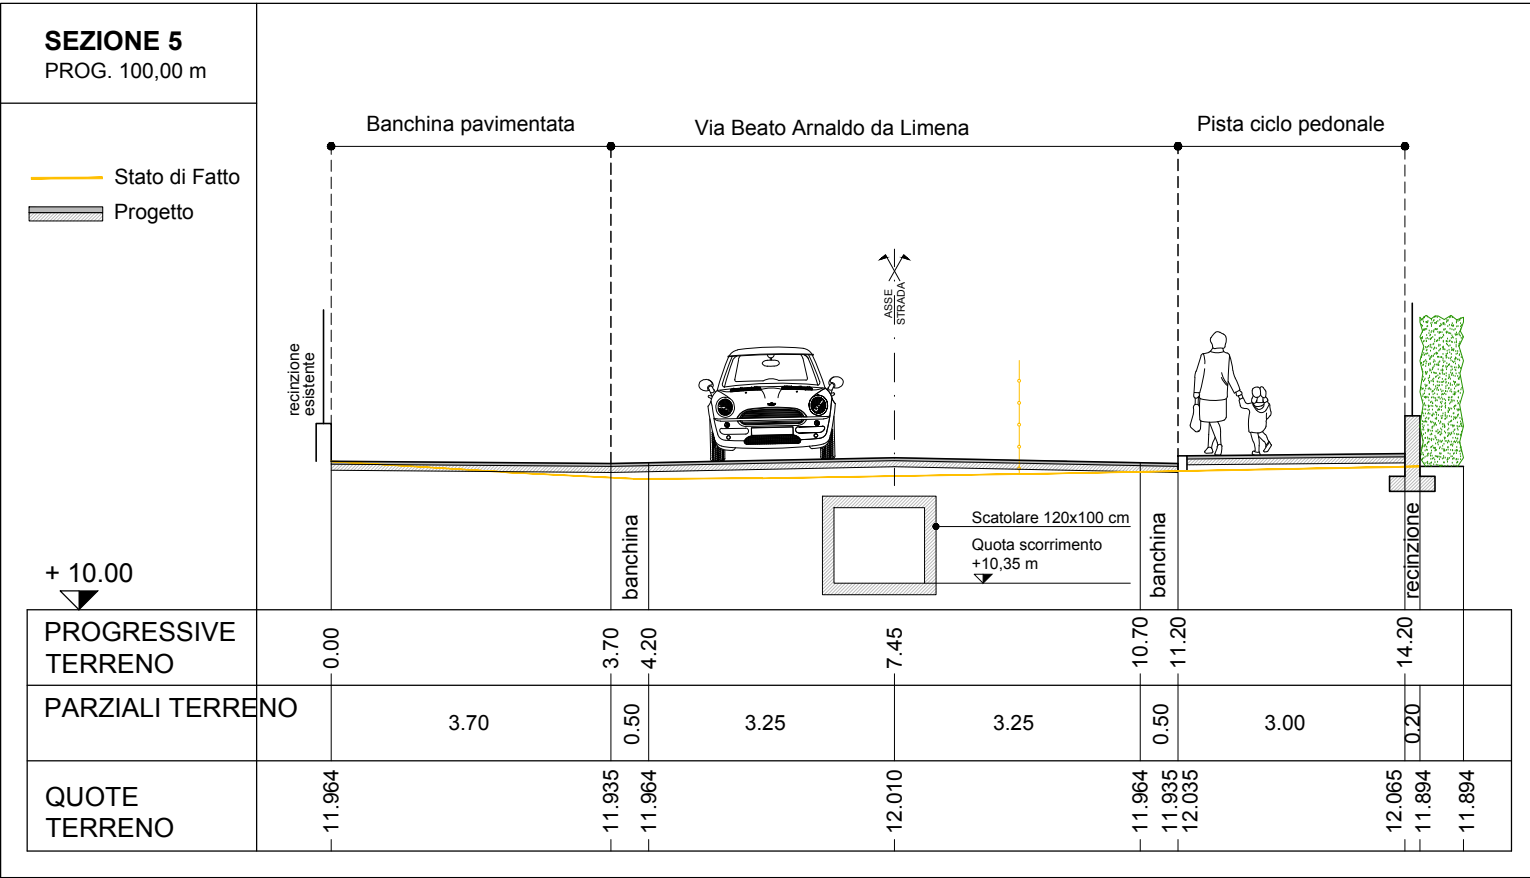 SEZIONE 5
PROG. 100,00 m
Banchina pavimentata
Via Beato Arnaldo da Limena
Pista ciclo pedonale
Stato di Fatto
Progetto
ASSE
STRADA
recinzione
esistente
Scatolare 120x100 cm
Quota scorrimento
+10,35 m
banchina
banchina
recinzione
+ 10.00
PROGRESSIVE
TERRENO
0.00
3.70
4.20
7.45
10.70
11.20
14.20
PARZIALI TERRENO
3.70
0.50
3.25
3.25
0.50
3.00
0.20
QUOTE
TERRENO
11.964
11.935
11.964
12.010
11.964
11.935
12.035
12.065
11.894
11.894